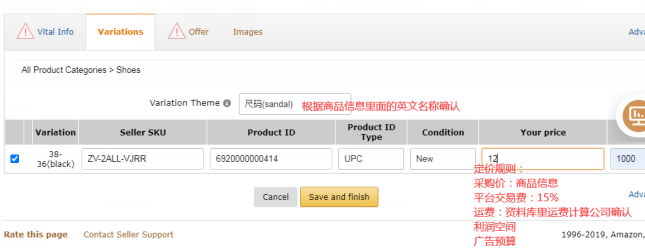 Vital Info Variations Offer Images Adva
All Product Categories > Shoes
Variation Theme 尺码(sandal) 根据商品信息里面的英文名称确认
Variation Seller SKU Product ID Product ID Type Condition Your price
38-36(black) ZV-2ALL-VJRR 6920000000414 UPC New 12 1000
定价规则：
采购价：商品信息
Cancel Save and finish 平台交易费：15%
运费：资料库里运费计算公司确认 Adva
利润空间
Rate this page Contact Seller Support 1996-2019, Amazon,
广告预算